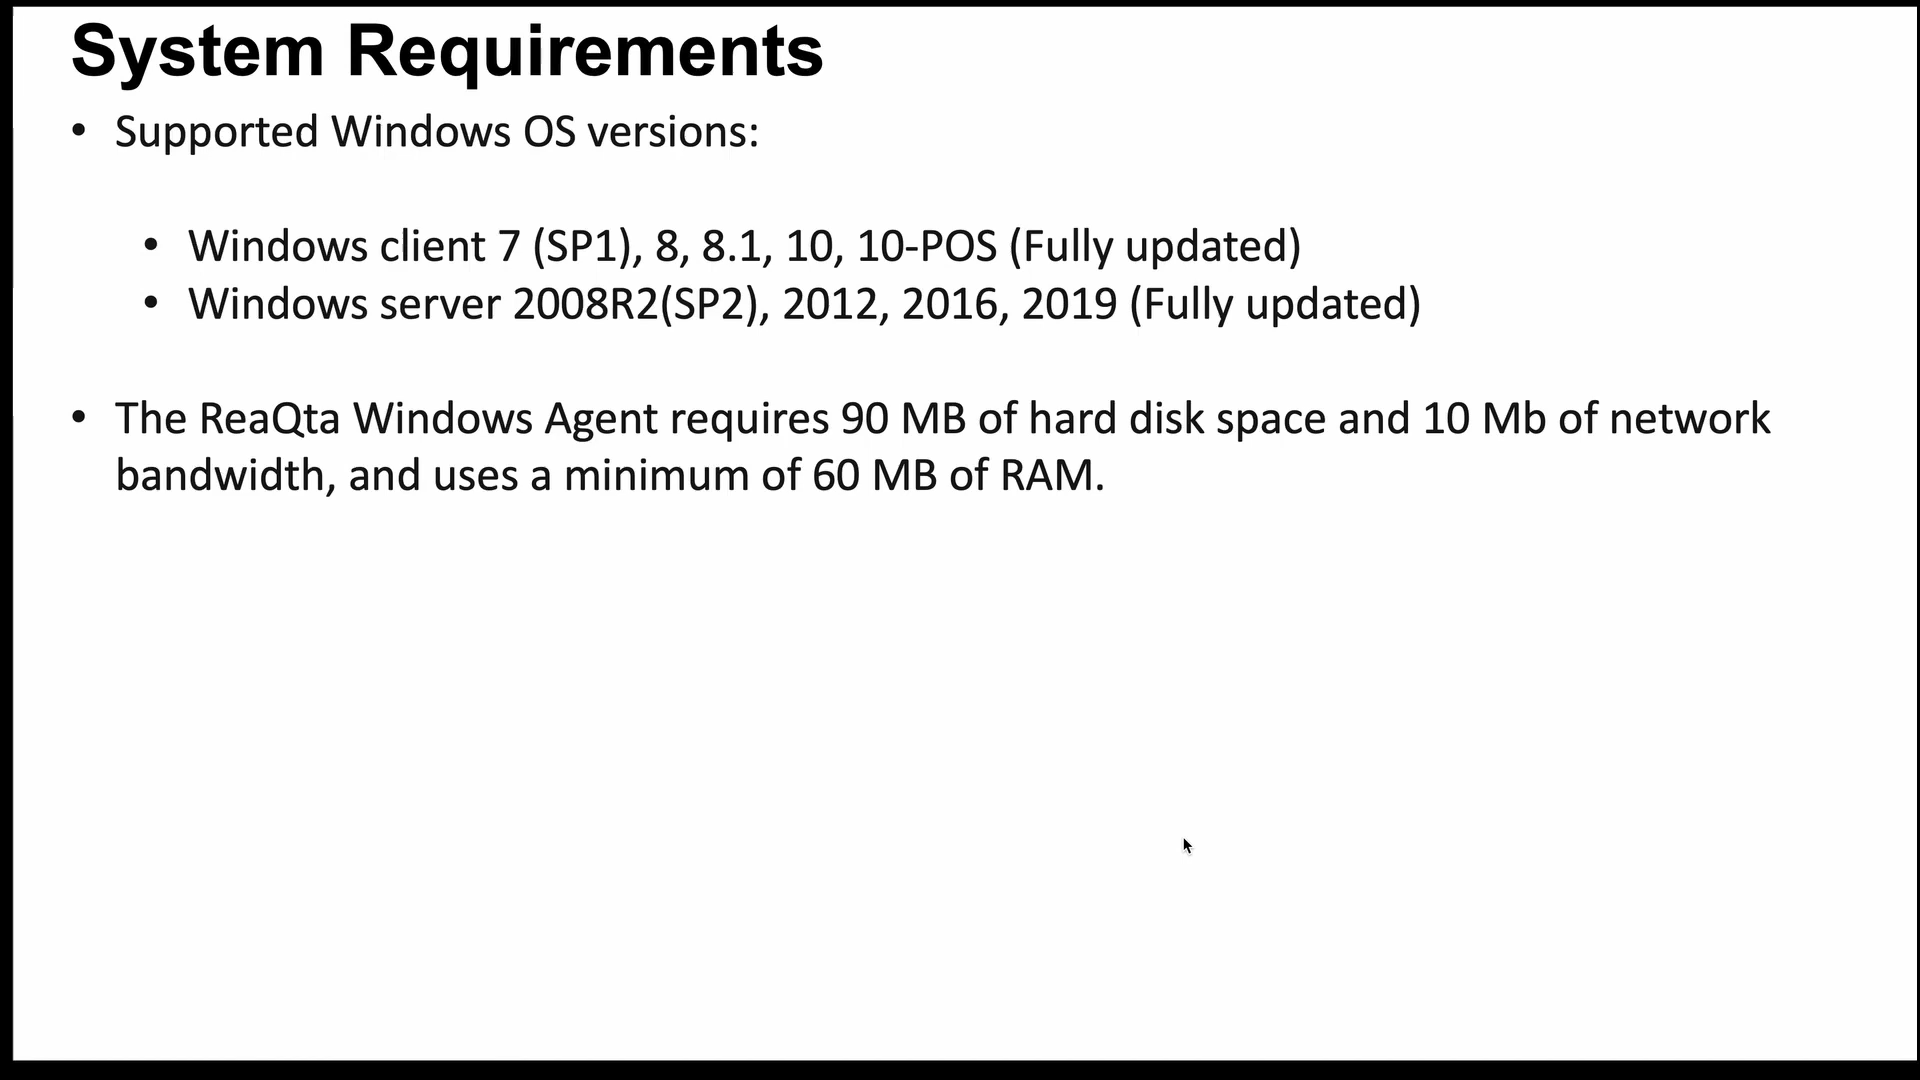 System Requirements
• Supported Windows OS versions:
• Windows client 7 (SP1), 8, 8.1, 10, 10-POS (Fully updated)
• Windows server 2008R2(SP2), 2012, 2016, 2019 (Fully updated)
• The ReaQta Windows Agent requires 90 MB of hard disk space and 10 Mb of network
bandwidth, and uses a minimum of 60 MB of RAM.